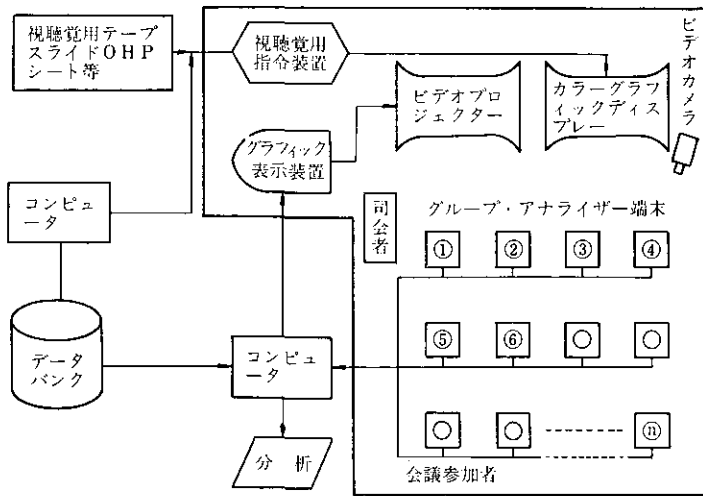 視聴覚用テープ
スライドOHP
シート等
視聴覚用
指令装置
ビデオプロ
ジェクター
カラーグラフ
ィックディス
プレー
ビデオカメラ
グラフィック
表示装置
コンピュ
ータ
司会者
グループ・アナライザー端末
① ② ③ ④
⑤ ⑥ ○ ○
○ ○ ⓝ
データ
バンク
コンピュ
ータ
分析
会議参加者